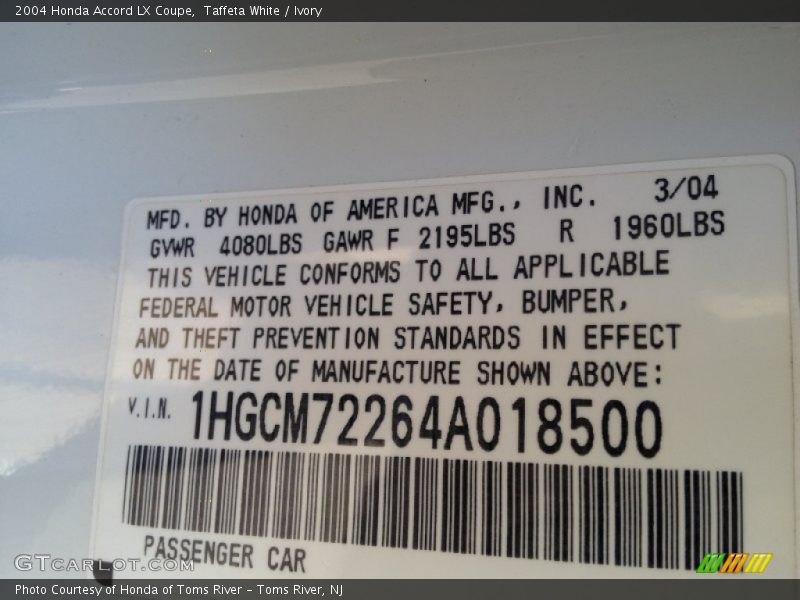 2004 Honda Accord LX Coupe,  Taffeta White / Ivory
MFD. BY HONDA OF AMERICA MFG., INC. 3/04
GVWR 4080LBS GAWR F 2195LBS R 1960LBS
THIS VEHICLE CONFORMS TO ALL APPLICABLE
FEDERAL MOTOR VEHICLE SAFETY, BUMPER,
AND THEFT PREVENTION STANDARDS IN EFFECT
ON THE DATE OF MANUFACTURE SHOWN ABOVE:
V.I.N. 1HGCM72264A018500
PASSENGER CAR
GTcarlot.com
Photo Courtesy of Honda of Toms River – Toms River, NJ